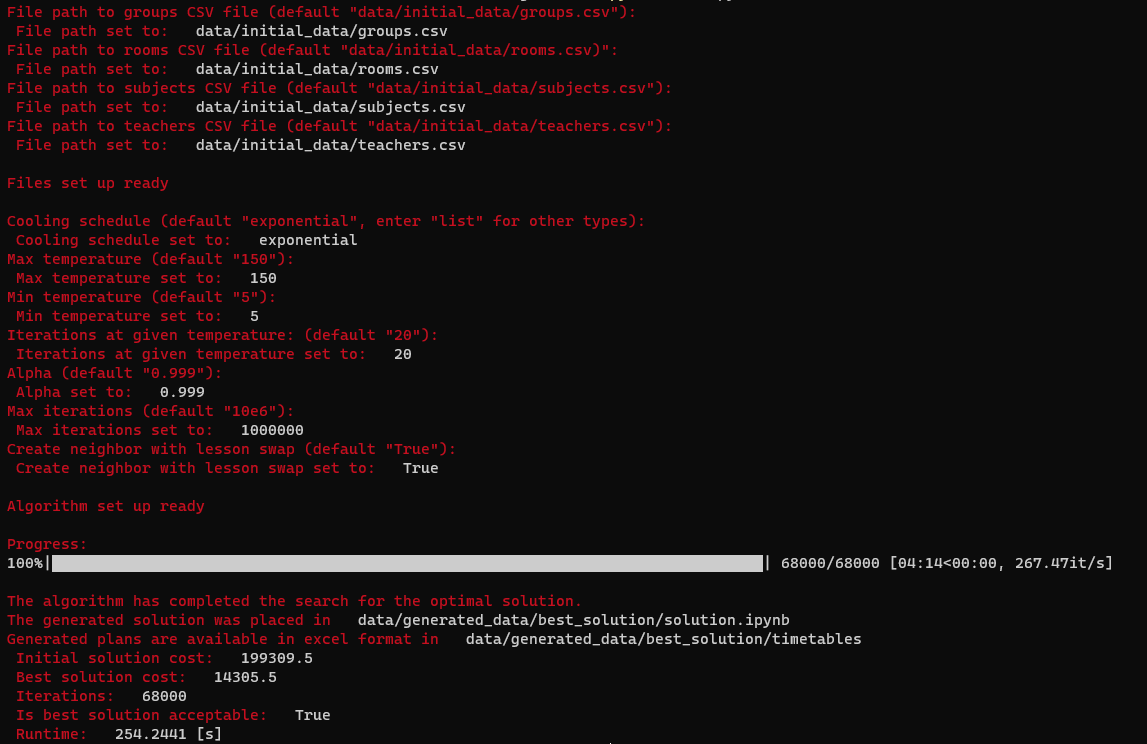 File path to groups CSV file (default "data/initial_data/groups.csv"):
File path set to: data/initial_data/groups.csv
File path to rooms CSV file (default "data/initial_data/rooms.csv)":
File path set to: data/initial_data/rooms.csv
File path to subjects CSV file (default "data/initial_data/subjects.csv"):
File path set to: data/initial_data/subjects.csv
File path to teachers CSV file (default "data/initial_data/teachers.csv"):
File path set to: data/initial_data/teachers.csv
Files set up ready
Cooling schedule (default "exponential", enter "list" for other types):
Cooling schedule set to: exponential
Max temperature (default "150"):
Max temperature set to: 150
Min temperature (default "5"):
Min temperature set to: 5
Iterations at given temperature: (default "20"):
Iterations at given temperature set to: 20
Alpha (default "0.999"):
Alpha set to: 0.999
Max iterations (default "10e6"):
Max iterations set to: 1000000
Create neighbor with lesson swap (default "True"):
Create neighbor with lesson swap set to: True
Algorithm set up ready
Progress:
100%| | 68000/68000 [04:14<00:00, 267.47it/s]
The algorithm has completed the search for the optimal solution.
The generated solution was placed in data/generated_data/best_solution/solution.ipynb
Generated plans are available in excel format in data/generated_data/best_solution/timetables
Initial solution cost: 199309.5
Best solution cost: 14305.5
Iterations: 68000
Is best solution acceptable: True
Runtime: 254.2441 [s]